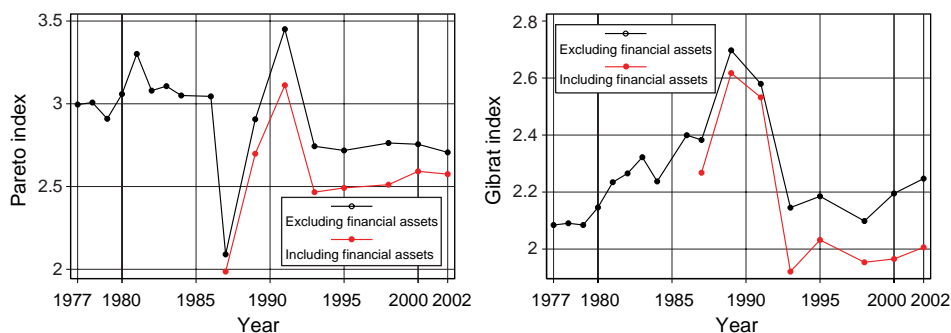 3.5
3
2.5
2
Pareto index
Excluding financial assets
Including financial assets
1977 1980 1985 1990 1995 2000 2002
Year
2.8
2.6
2.4
2.2
2
Gibrat index
Excluding financial assets
Including financial assets
1977 1980 1985 1990 1995 2000 2002
Year